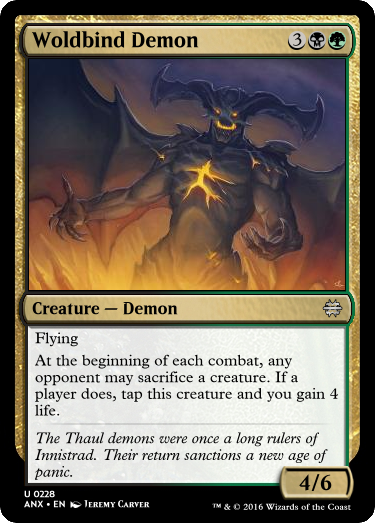 Woldbind Demon 3
Creature — Demon
Flying
At the beginning of each combat, any
opponent may sacrifice a creature. If a
player does, tap this creature and you gain 4
life.
The Thaul demons were once a long rulers of
Innistrad. Their return sanctions a new age of
panic.
4/6
U 0228
ANX • EN Jeremy Carver
™ & © 2016 Wizards of the Coast